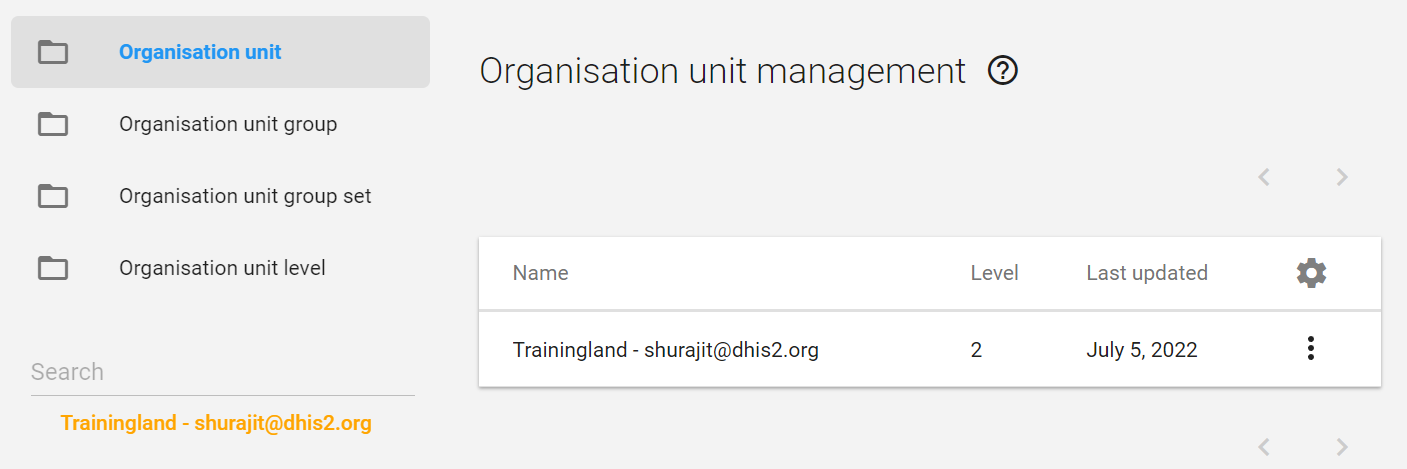 Organisation unit
Organisation unit group
Organisation unit group set
Organisation unit level
Search
Trainingland - shurajit@dhis2.org
Organisation unit management ?
Name Level Last updated
Trainingland - shurajit@dhis2.org 2 July 5, 2022